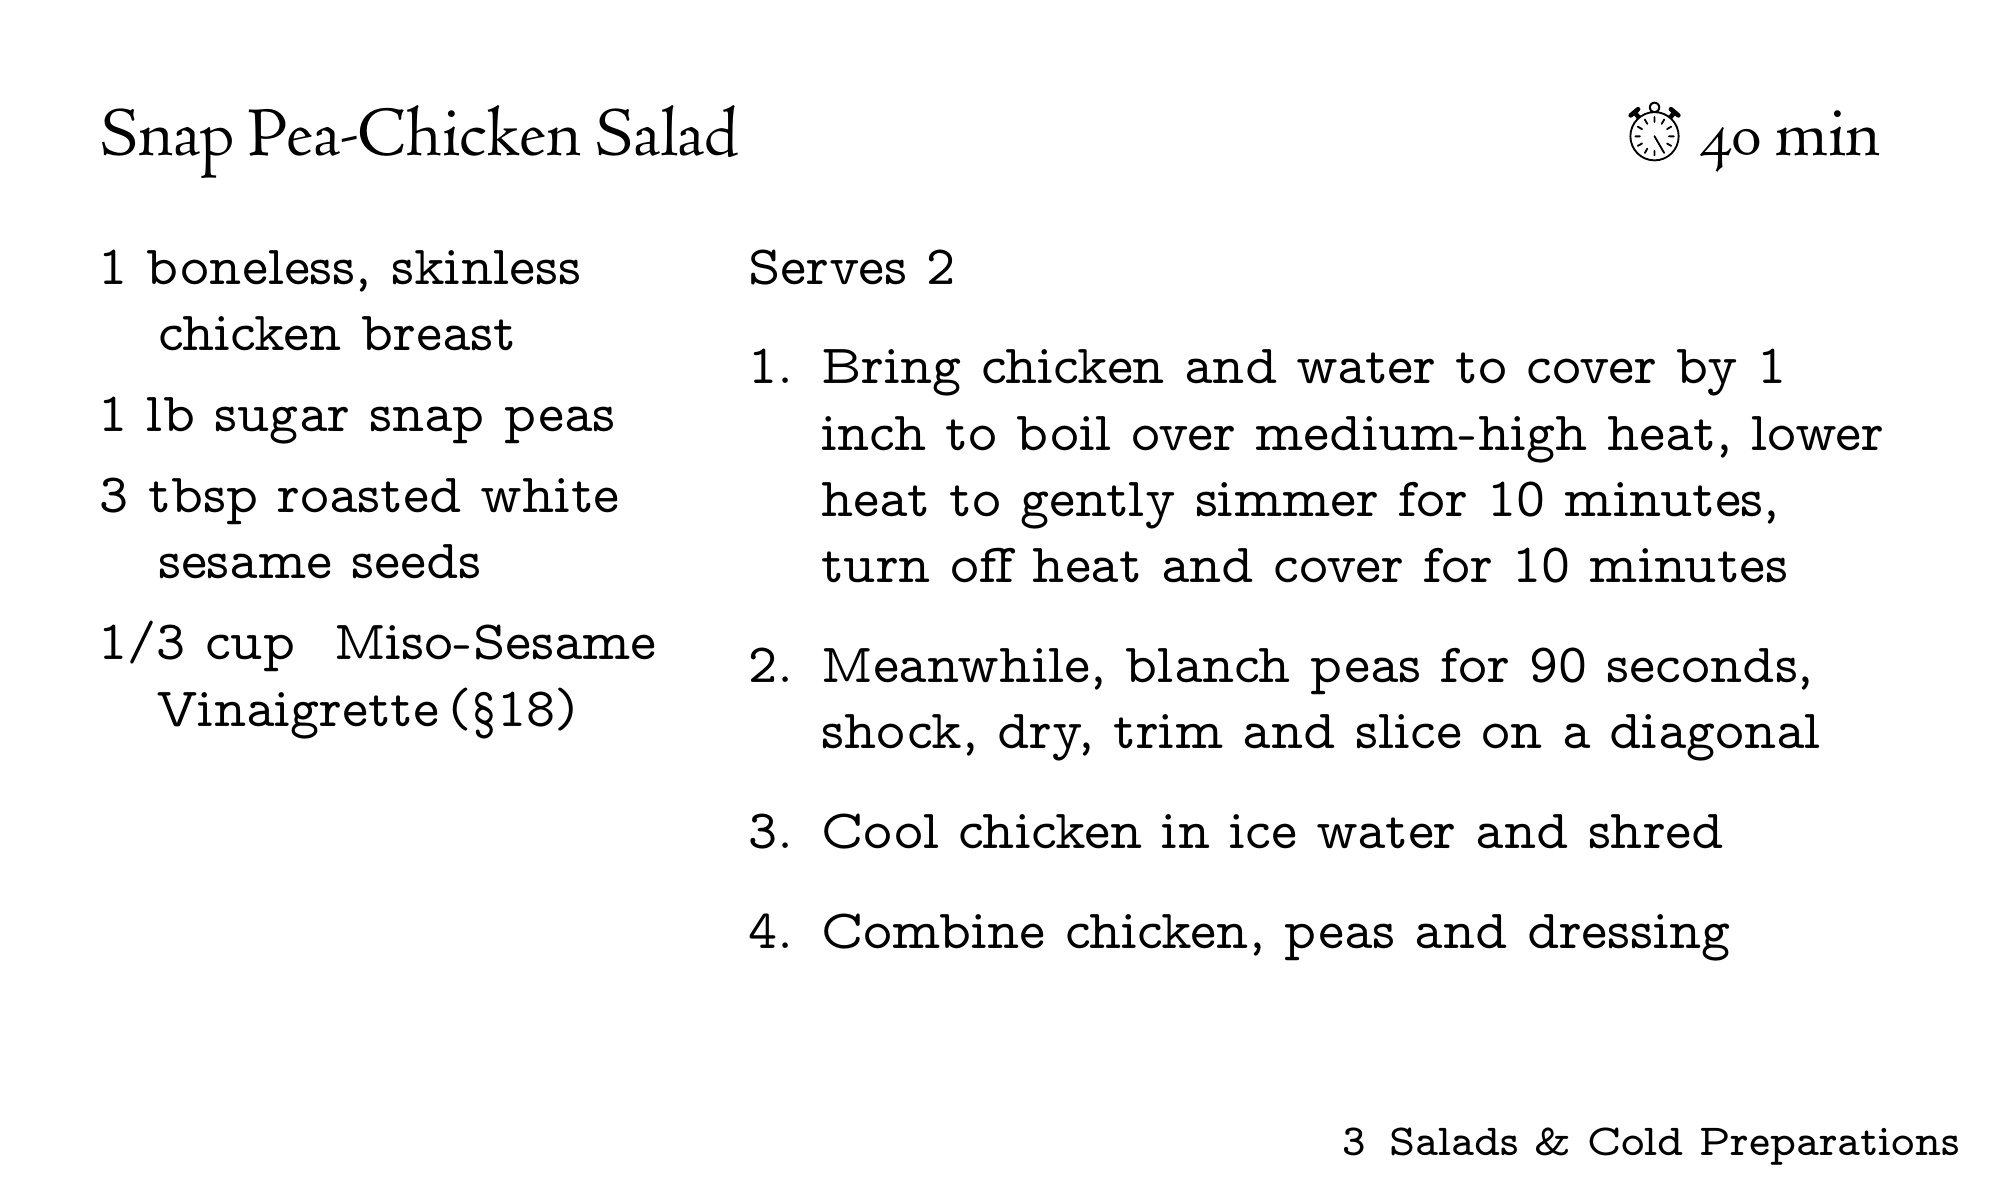 Snap Pea-Chicken Salad
40 min
1 boneless, skinless
chicken breast
1 lb sugar snap peas
3 tbsp roasted white
sesame seeds
1/3 cup Miso-Sesame
Vinaigrette (§18)
Serves 2
1. Bring chicken and water to cover by 1
inch to boil over medium-high heat, lower
heat to gently simmer for 10 minutes,
turn off heat and cover for 10 minutes
2. Meanwhile, blanch peas for 90 seconds,
shock, dry, trim and slice on a diagonal
3. Cool chicken in ice water and shred
4. Combine chicken, peas and dressing
3 Salads & Cold Preparations